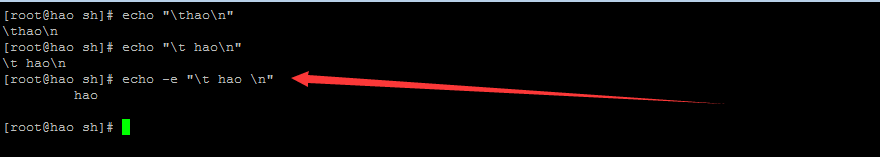 [root@hao sh]# echo "\thao\n"
\thao\n
[root@hao sh]# echo "\t hao\n"
\t hao\n
[root@hao sh]# echo -e "\t hao \n"
         hao

[root@hao sh]#